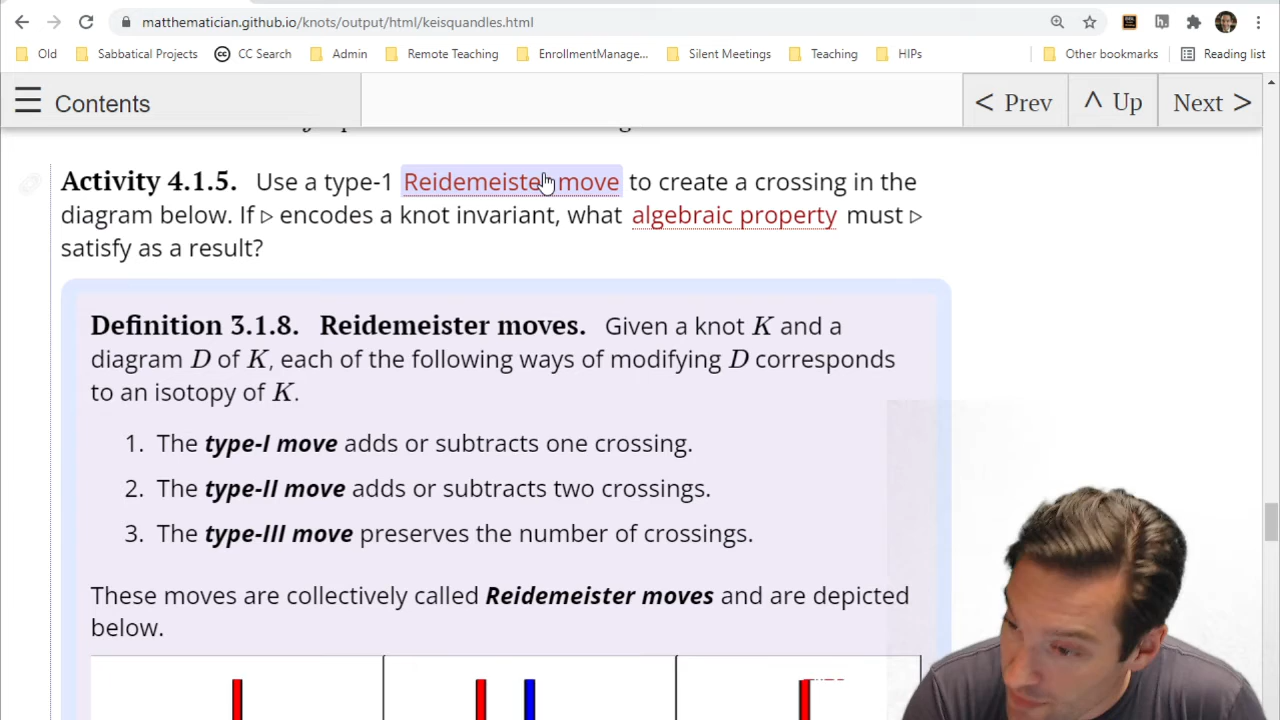 matthematician.github.io/knots/output/html/keisquandles.html
Old Sabbatical Projects CC Search Admin Remote Teaching EnrollmentManage... Silent Meetings Teaching HIPs Other bookmarks Reading list
☰ Contents < Prev ^ Up Next >
Activity 4.1.5. Use a type-1 Reidemeister move to create a crossing in the
diagram below. If ▹ encodes a knot invariant, what algebraic property must ▹
satisfy as a result?
Definition 3.1.8. Reidemeister moves. Given a knot K and a
diagram D of K, each of the following ways of modifying D corresponds
to an isotopy of K.
1. The type-I move adds or subtracts one crossing.
2. The type-II move adds or subtracts two crossings.
3. The type-III move preserves the number of crossings.
These moves are collectively called Reidemeister moves and are depicted
below.